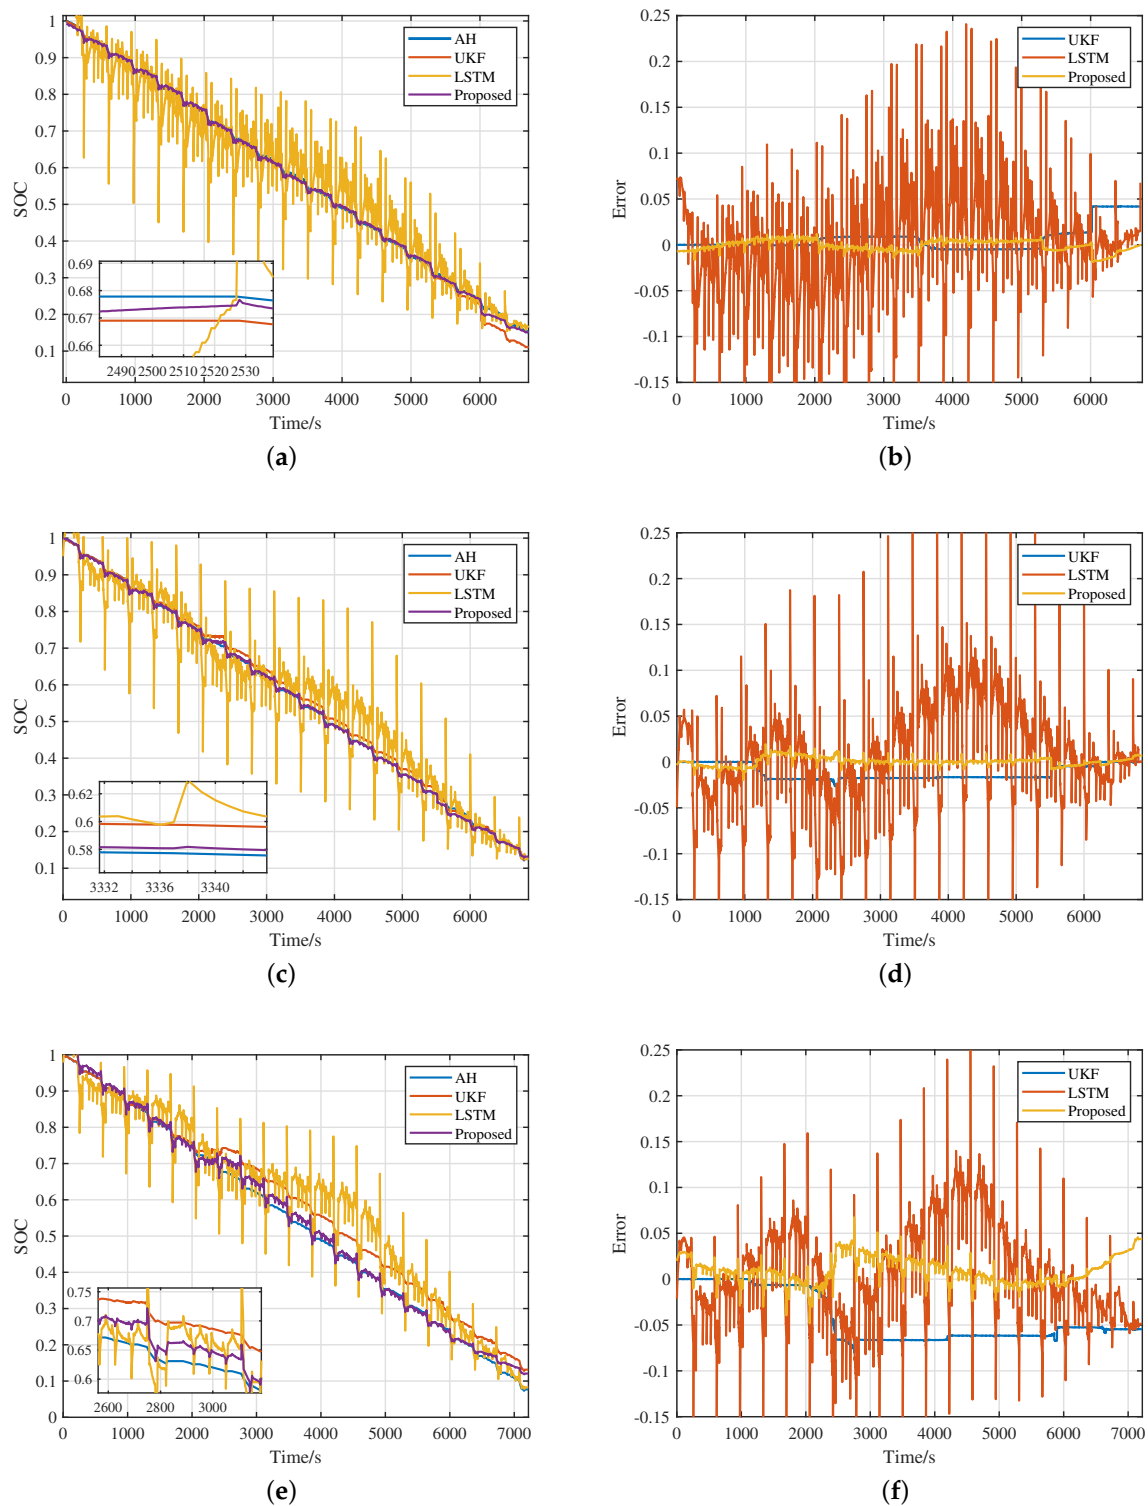 1
0.9
0.8
0.7
0.6
0.5
0.4
0.3
0.2
0.1
SOC
AH
UKF
LSTM
Proposed
0.69
0.68
0.67
0.66
2490 2500 2510 2520 2530
0 1000 2000 3000 4000 5000 6000
Time/s
(a)
0.25
0.2
0.15
0.1
0.05
0
-0.05
-0.1
-0.15
Error
UKF
LSTM
Proposed
0 1000 2000 3000 4000 5000 6000
Time/s
(b)
1
0.9
0.8
0.7
0.6
0.5
0.4
0.3
0.2
0.1
SOC
AH
UKF
LSTM
Proposed
0.62
0.6
0.58
3332 3336 3340
0 1000 2000 3000 4000 5000 6000
Time/s
(c)
0.25
0.2
0.15
0.1
0.05
0
-0.05
-0.1
-0.15
Error
UKF
LSTM
Proposed
0 1000 2000 3000 4000 5000 6000
Time/s
(d)
1
0.9
0.8
0.7
0.6
0.5
0.4
0.3
0.2
0.1
0
SOC
AH
UKF
LSTM
Proposed
0.75
0.7
0.65
0.6
2600 2800 3000
0 1000 2000 3000 4000 5000 6000 7000
Time/s
(e)
0.25
0.2
0.15
0.1
0.05
0
-0.05
-0.1
-0.15
Error
UKF
LSTM
Proposed
0 1000 2000 3000 4000 5000 6000 7000
Time/s
(f)